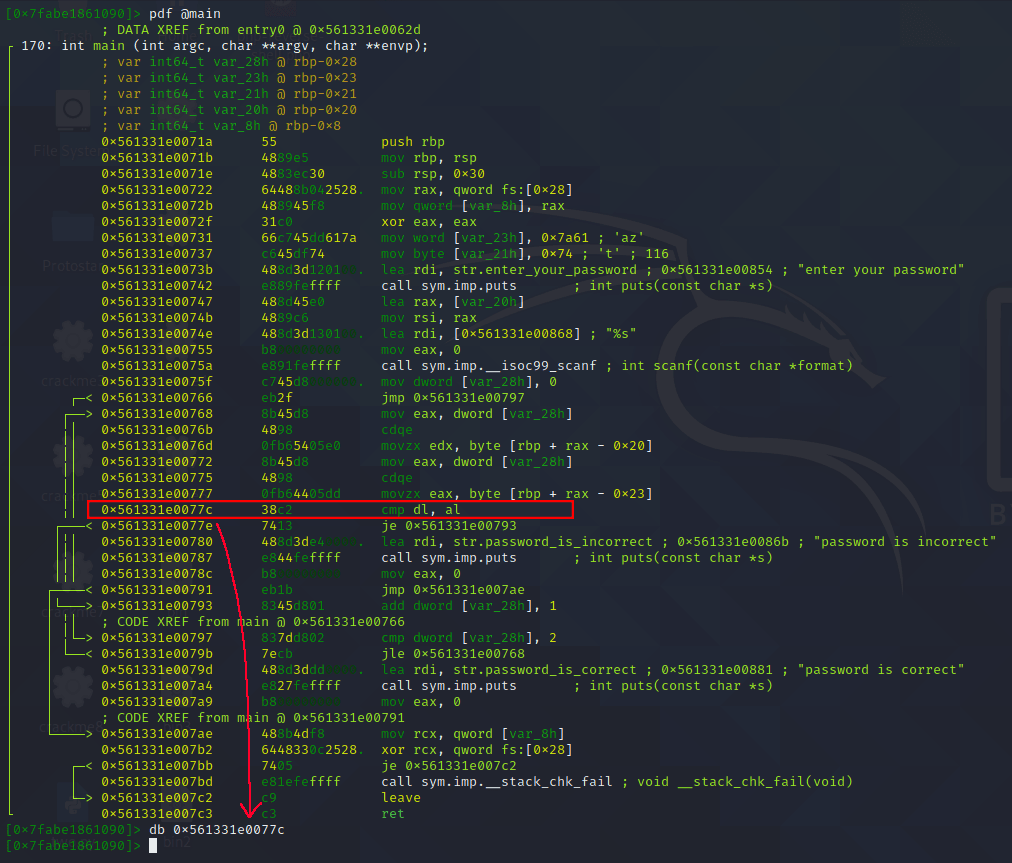 [0×7fabe1861090]> pdf @main
; DATA XREF from entry0 @ 0×561331e0062d
170: int main (int argc, char **argv, char **envp);
; var int64_t var_28h @ rbp-0×28
; var int64_t var_23h @ rbp-0×23
; var int64_t var_21h @ rbp-0×21
; var int64_t var_20h @ rbp-0×20
; var int64_t var_8h @ rbp-0×8
0×561331e0071a 55 push rbp
0×561331e0071b 4889e5 mov rbp, rsp
0×561331e0071e 4883ec30 sub rsp, 0×30
0×561331e00722 64488b042528. mov rax, qword fs:[0×28]
0×561331e0072b 488945f8 mov qword [var_8h], rax
0×561331e0072f 31c0 xor eax, eax
0×561331e00731 66c745dd617a mov word [var_23h], 0×7a61 ; 'az'
0×561331e00737 c645df74 mov byte [var_21h], 0×74 ; 't' ; 116
0×561331e0073b 488d3d1201 . lea rdi, str.enter_your_password ; 0×561331e00854 ; "enter your password"
0×561331e00742 e889feffff call sym.imp.puts ; int puts(const char *s)
0×561331e00747 488d45e0 lea rax, [var_20h]
0×561331e0074b 4889c6 mov rsi, rax
0×561331e0074e 488d3d1301 . lea rdi, [0×561331e00868] ; "%s"
0×561331e00755 b8 mov eax, 0
0×561331e0075a e891feffff call sym.imp.__isoc99_scanf ; int scanf(const char *format)
0×561331e0075f c745d8 . mov dword [var_28h], 0
0×561331e00766 eb2f jmp 0×561331e00797
0×561331e00768 8b45d8 mov eax, dword [var_28h]
0×561331e0076b 4898 cdqe
0×561331e0076d 0fb65405e0 movzx edx, byte [rbp + rax - 0×20]
0×561331e00772 8b45d8 mov eax, dword [var_28h]
0×561331e00775 4898 cdqe
0×561331e00777 0fb64405dd movzx eax, byte [rbp + rax - 0×23]
0×561331e0077c 38c2 cmp dl, al
0×561331e0077e 7413 je 0×561331e00793
0×561331e00780 488d3de4 . lea rdi, str.password_is_incorrect ; 0×561331e0086b ; "password is incorrect"
0×561331e00787 e844feffff call sym.imp.puts ; int puts(const char *s)
0×561331e0078c b8 mov eax, 0
0×561331e00791 eb1b jmp 0×561331e007ae
0×561331e00793 8345d801 add dword [var_28h], 1
; CODE XREF from main @ 0×561331e00766
0×561331e00797 837dd802 cmp dword [var_28h], 2
0×561331e0079b 7ecb jle 0×561331e00768
0×561331e0079d 488d3ddd . lea rdi, str.password_is_correct ; 0×561331e00881 ; "password is correct"
0×561331e007a4 e827feffff call sym.imp.puts ; int puts(const char *s)
0×561331e007a9 b8 mov eax, 0
; CODE XREF from main @ 0×561331e00791
0×561331e007ae 488b4df8 mov rcx, qword [var_8h]
0×561331e007b2 6448330c2528. xor rcx, qword fs:[0×28]
0×561331e007bb 7405 je 0×561331e007c2
0×561331e007bd e81efeffff call sym.imp.__stack_chk_fail ; void __stack_chk_fail(void)
0×561331e007c2 c9 leave
0×561331e007c3 c3 ret
[0×7fabe1861090]> db 0×561331e0077c
[0×7fabe1861090]>